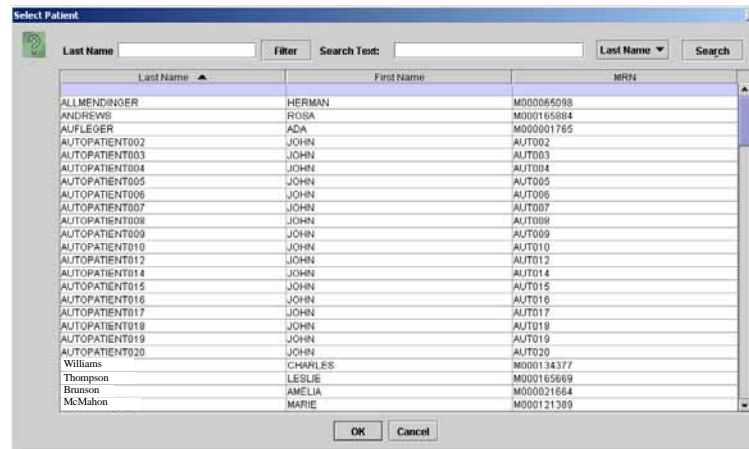 Select Patient
Last Name Filter Search Text: Last Name Search
Last Name First Name MRN
ALLMENDINGER HERMAN M000065098
ANDREWS ROSA M000165884
AUFLEGER ADA M000001765
AUTOPATIENT002 JOHN AUT002
AUTOPATIENT003 JOHN AUT003
AUTOPATIENT004 JOHN AUT004
AUTOPATIENT005 JOHN AUT005
AUTOPATIENT006 JOHN AUT006
AUTOPATIENT007 JOHN AUT007
AUTOPATIENT008 JOHN AUT008
AUTOPATIENT009 JOHN AUT009
AUTOPATIENT010 JOHN AUT010
AUTOPATIENT012 JOHN AUT012
AUTOPATIENT014 JOHN AUT014
AUTOPATIENT015 JOHN AUT015
AUTOPATIENT016 JOHN AUT016
AUTOPATIENT017 JOHN AUT017
AUTOPATIENT018 JOHN AUT018
AUTOPATIENT019 JOHN AUT019
AUTOPATIENT020 JOHN AUT020
Williams CHARLES M000134377
Thompson LESLIE M000165669
Brunson AMELIA M000021664
McMahon MARIE M000121389
OK Cancel